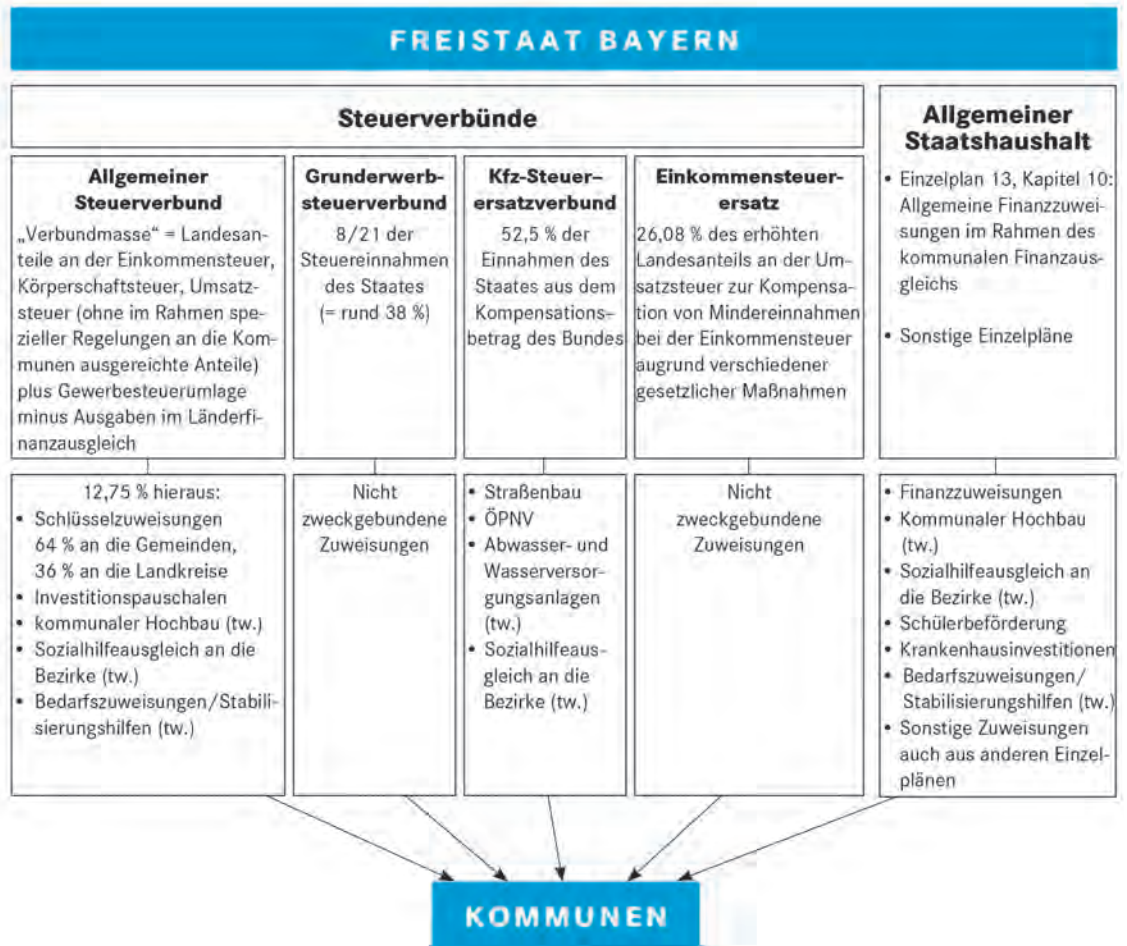 FREISTAAT BAYERN
Steuerverbünde
Allgemeiner
Steuerverbund
„Verbundmasse“ = Landesan-
teile an der Einkommensteuer,
Körperschaftsteuer, Umsatz-
steuer (ohne im Rahmen spe-
zieller Regelungen an die Kom-
munen ausgereichte Anteile)
plus Gewerbesteuerumlage
minus Ausgaben im Länderfi-
nanzausgleich
12,75 % hieraus:
• Schlüsselzuweisungen
64 % an die Gemeinden,
36 % an die Landkreise
• Investitionspauschalen
• kommunaler Hochbau (tw.)
• Sozialhilfeausgleich an die
Bezirke (tw.)
• Bedarfszuweisungen/Stabili-
sierungshilfen (tw.)
Grunderwerb-
steuerverbund
8/21 der
Steuereinnahmen
des Staates
(= rund 38 %)
Nicht
zweckgebundene
Zuweisungen
Kfz-Steuer-
ersatzverbund
52,5 % der
Einnahmen des
Staates aus dem
Kompensations-
betrag des Bundes
• Straßenbau
• ÖPNV
• Abwasser- und
Wasserversor-
gungsanlagen
(tw.)
• Sozialhilfeaus-
gleich an die
Bezirke (tw.)
Einkommensteuer-
ersatz
26,08 % des erhöhten
Landesanteils an der Um-
satzsteuer zur Kompensa-
tion von Mindereinnahmen
bei der Einkommensteuer
augrund verschiedener
gesetzlicher Maßnahmen
Nicht
zweckgebundene
Zuweisungen
Allgemeiner
Staatshaushalt
• Einzelplan 13, Kapitel 10:
Allgemeine Finanzzuwei-
sungen im Rahmen des
kommunalen Finanzaus-
gleichs
• Sonstige Einzelpläne
• Finanzzuweisungen
• Kommunaler Hochbau
(tw.)
• Sozialhilfeausgleich an
die Bezirke (tw.)
• Schülerbeförderung
• Krankenhausinvestitionen
• Bedarfszuweisungen/
Stabilisierungshilfen (tw.)
• Sonstige Zuweisungen
auch aus anderen Einzel-
plänen
KOMMUNEN